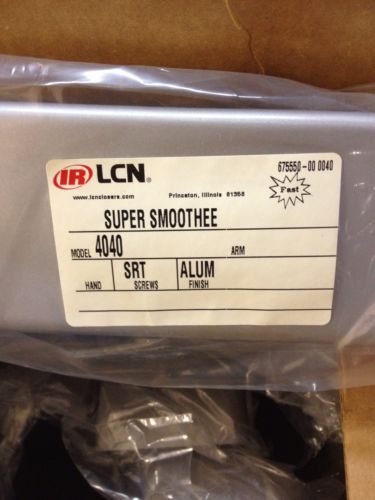 IR LCN®
675550-00 0040
www.lcnclosers.com Princeton, Illinois 61356
Fast
SUPER SMOOTHEE
MODEL 4040 ARM
SRT ALUM
HAND SCREWS FINISH